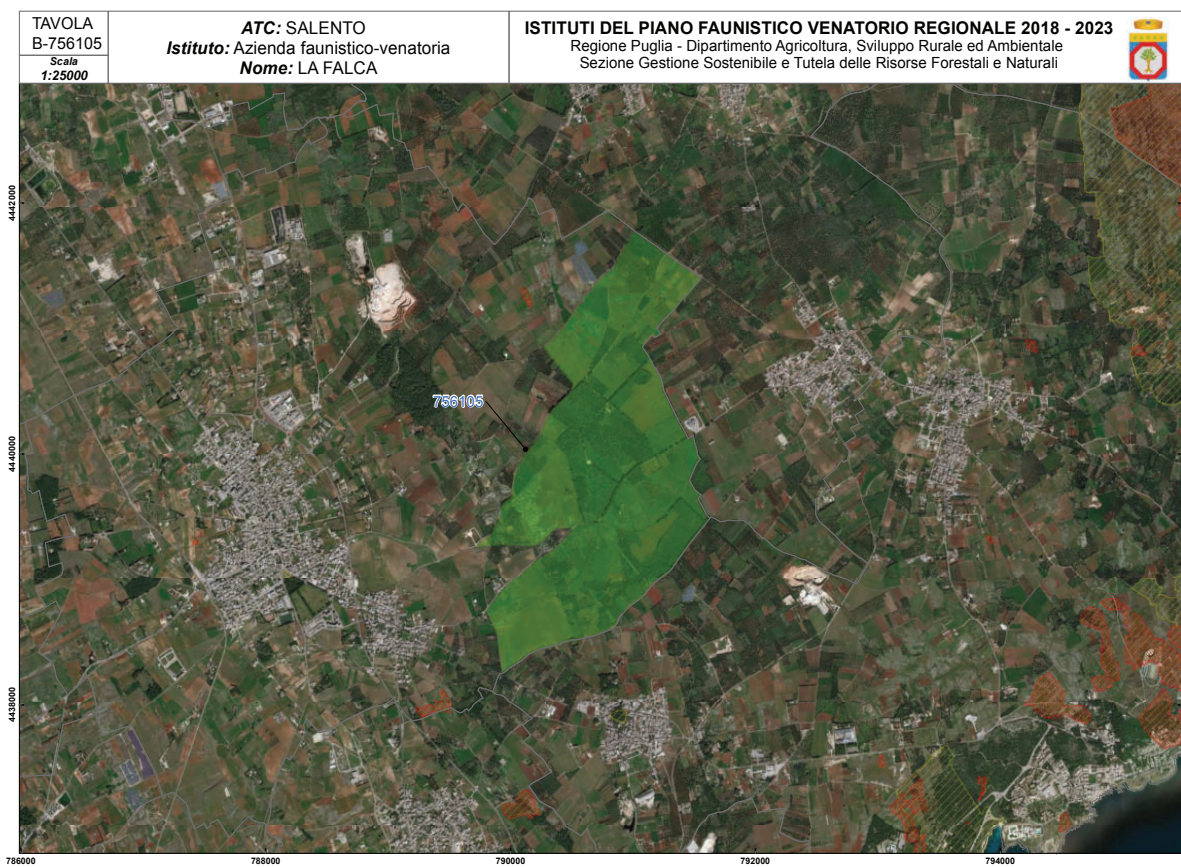 TAVOLA
B-756105
Scala
1:25000
ATC: SALENTO
Istituto: Azienda faunistico-venatoria
Nome: LA FALCA
ISTITUTI DEL PIANO FAUNISTICO VENATORIO REGIONALE 2018 - 2023
Regione Puglia - Dipartimento Agricoltura, Sviluppo Rurale ed Ambientale
Sezione Gestione Sostenibile e Tutela delle Risorse Forestali e Naturali
4442000
756105
4440000
4438000
786000
788000
790000
792000
794000